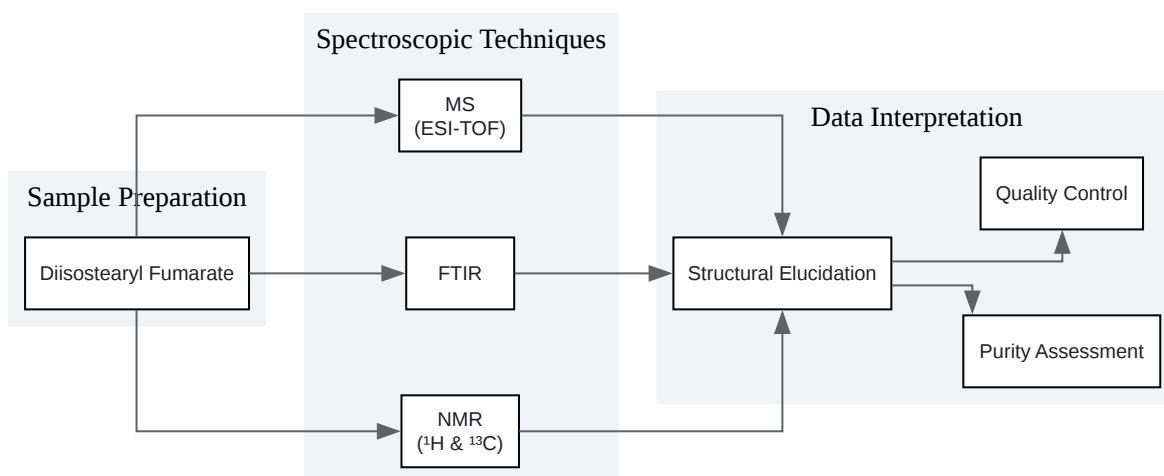 Spectroscopic Techniques
MS
(ESI-TOF)
Data Interpretation
Sample Preparation
Quality Control
Diisostearyl Fumarate
FTIR
Structural Elucidation
Purity Assessment
NMR
(¹H & ¹³C)